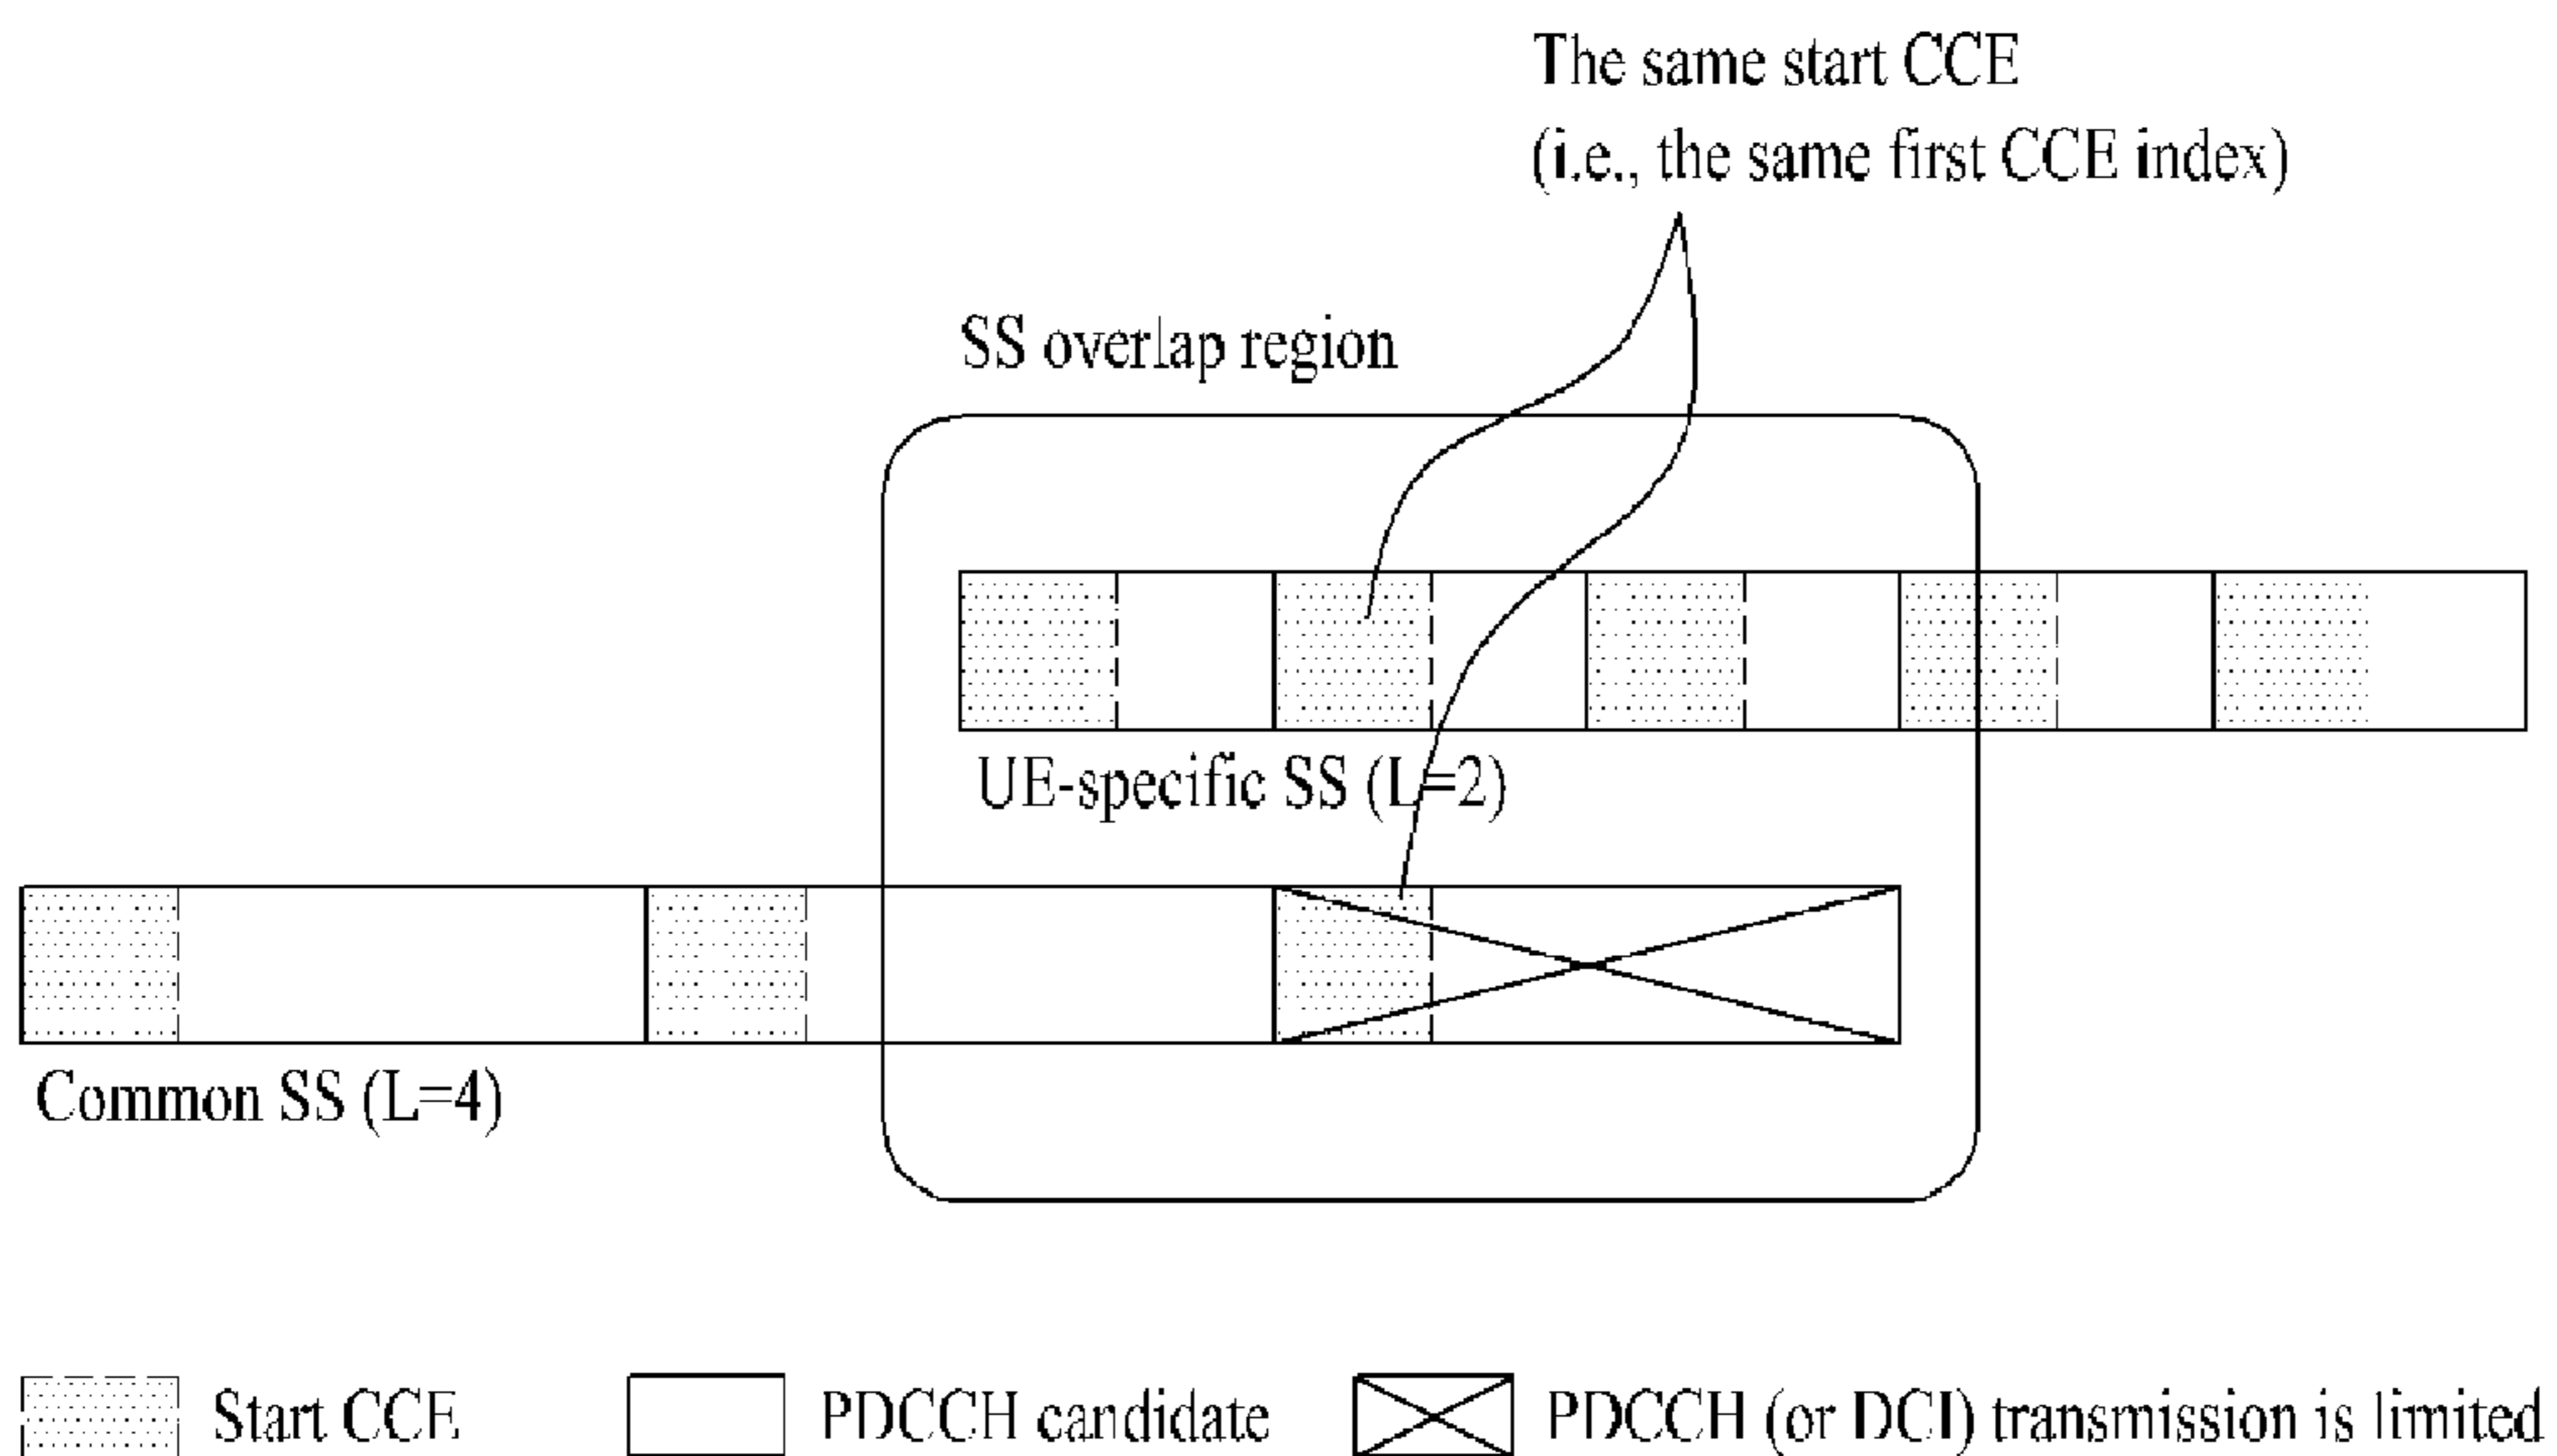 The same start CCE
(i.e., the same first CCE index)
SS overlap region
UE-specific SS (L=2)
Common SS (L=4)
Start CCE
PDCCH candidate
PDCCH (or DCI) transmission is limited